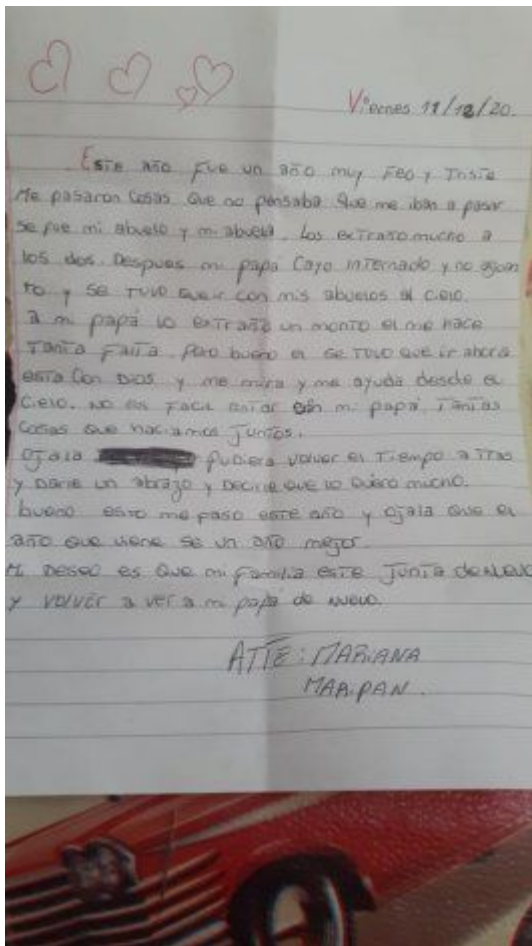 Viernes 11/12/20.
Este año Fue un año muy Feo y Triste
Me pasaron cosas que no pensaba que me iban a pasar
se fue mi abuelo y mi abuela. Los extraño mucho a
los dos. Despues mi papá cayo internado y no aguan
to y se tuvo que ir con mis abuelos al cielo.
a mi papá lo extraño un monto el me hace
Tanta Falta. Pero bueno el se tuvo que ir ahora
esta con Dios y me mira y me ayuda desde el
cielo. No es Facil estar sin mi papá. Tantas
cosas que haciamos juntos.
Ojala pudiera volver el Tiempo a Tras
y Darle un abrazo y Decirle que lo quiero mucho.
bueno esto me paso este año y ojala que el
año que viene se un año mejor.
Mi Deseo es que mi familia este Junta de Nuevo
y volver a ver a mi papá de nuevo.
ATTE: MARIANA
MARIPAN.